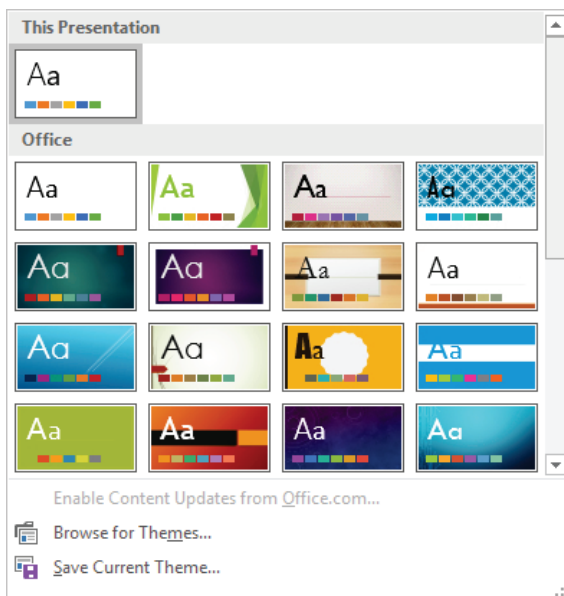 This Presentation
Aa
Office
Aa Aa Aa Aa
Aa Aa Aa Aa
Aa Aa Aa Aa
Aa Aa Aa Aa
Enable Content Updates from Office.com...
Browse for Themes...
Save Current Theme...